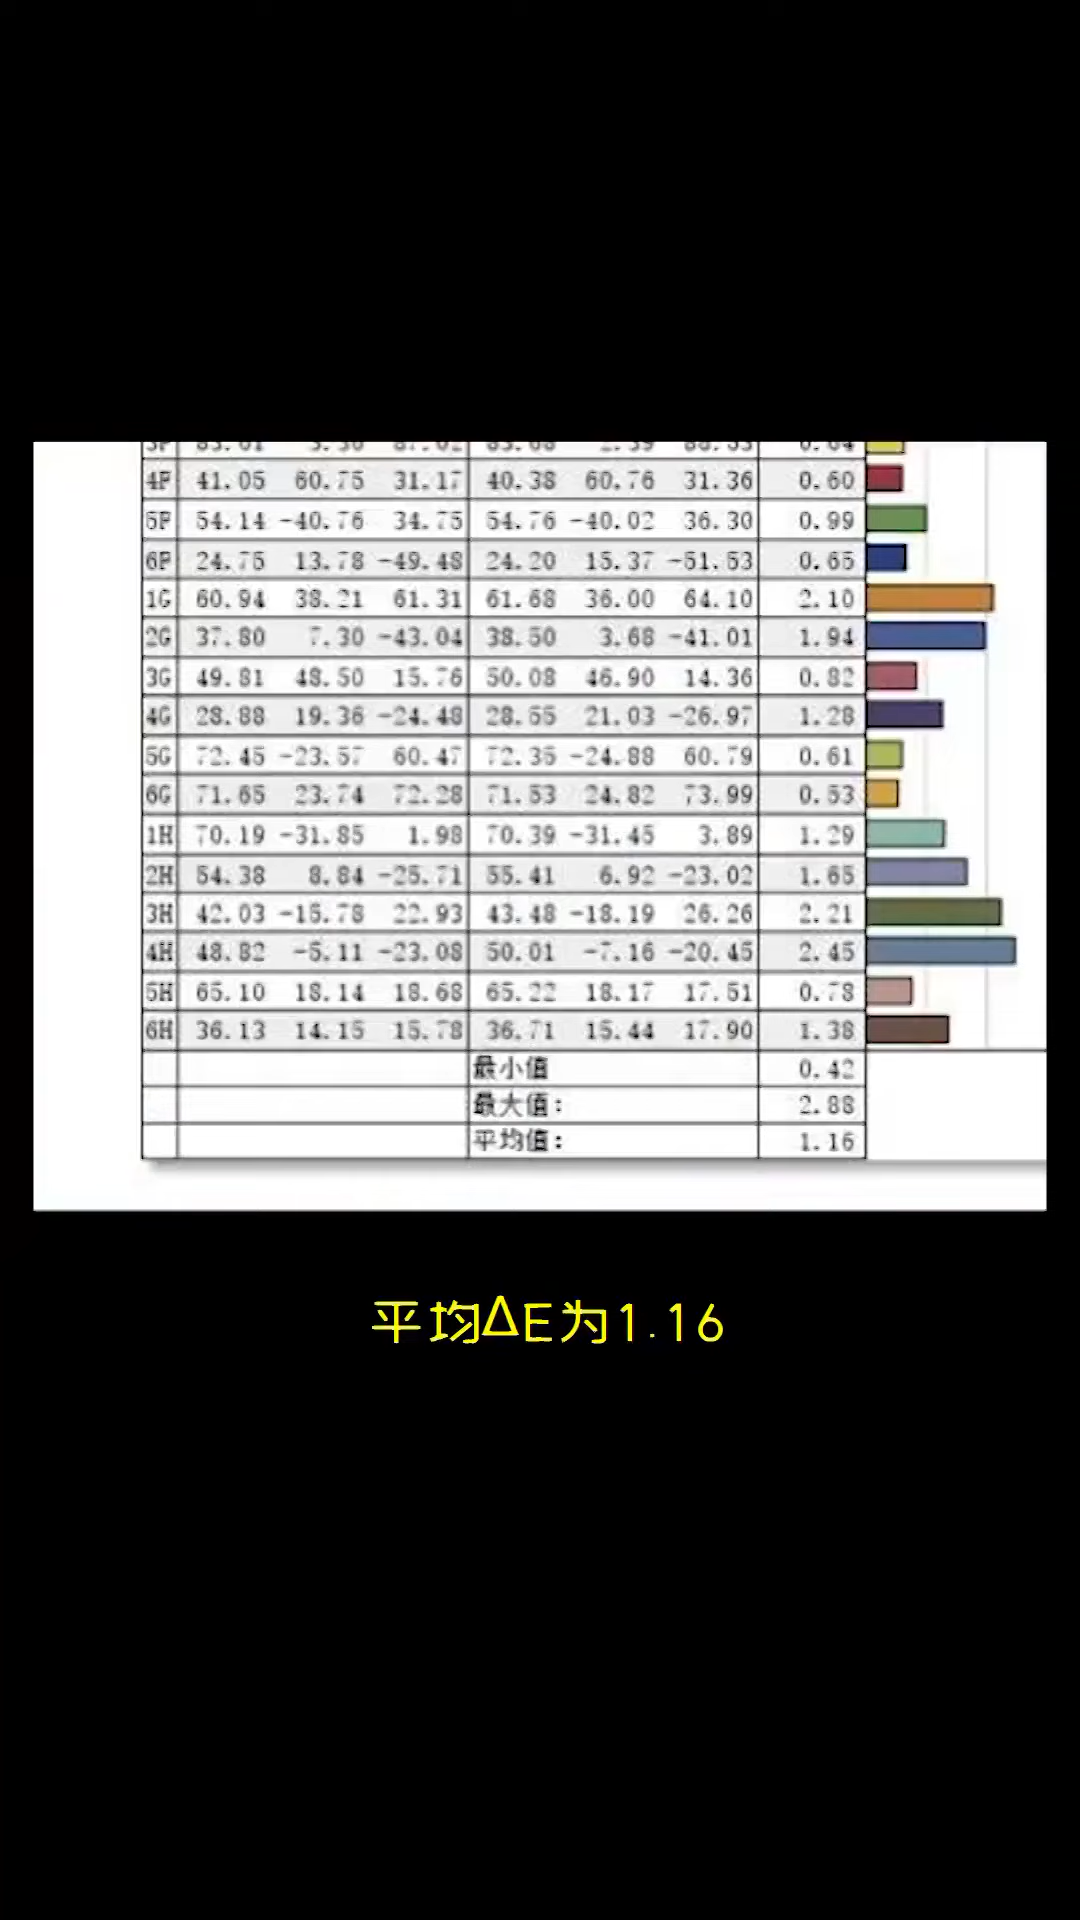 4F 41.05 60.75 31.17 40.38 60.76 31.36 0.60
5F 54.14 -40.76 34.75 54.76 -40.02 36.30 0.99
6F 24.75 13.78 -49.48 24.20 15.37 -51.53 0.65
1G 60.94 38.21 61.31 61.68 36.00 64.10 2.10
2G 37.80 7.30 -43.04 38.50 3.68 -41.01 1.94
3G 49.81 48.50 15.76 50.08 46.90 14.36 0.82
4G 28.88 19.36 -24.48 28.55 21.03 -26.97 1.28
5G 72.45 -23.57 60.47 72.35 -24.88 60.79 0.61
6G 71.65 23.74 72.28 71.53 24.82 73.99 0.53
1H 70.19 -31.85 1.98 70.39 -31.45 3.89 1.29
2H 54.38 8.84 -25.71 55.41 6.92 -23.02 1.65
3H 42.03 -15.78 22.93 43.48 -18.19 26.26 2.21
4H 48.82 -5.11 -23.08 50.01 -7.16 -20.45 2.45
5H 65.10 18.14 18.68 65.22 18.17 17.51 0.78
6H 36.13 14.15 15.78 36.71 15.44 17.90 1.38
最小值 0.42
最大值: 2.88
平均值: 1.16
平均ΔE为1.16